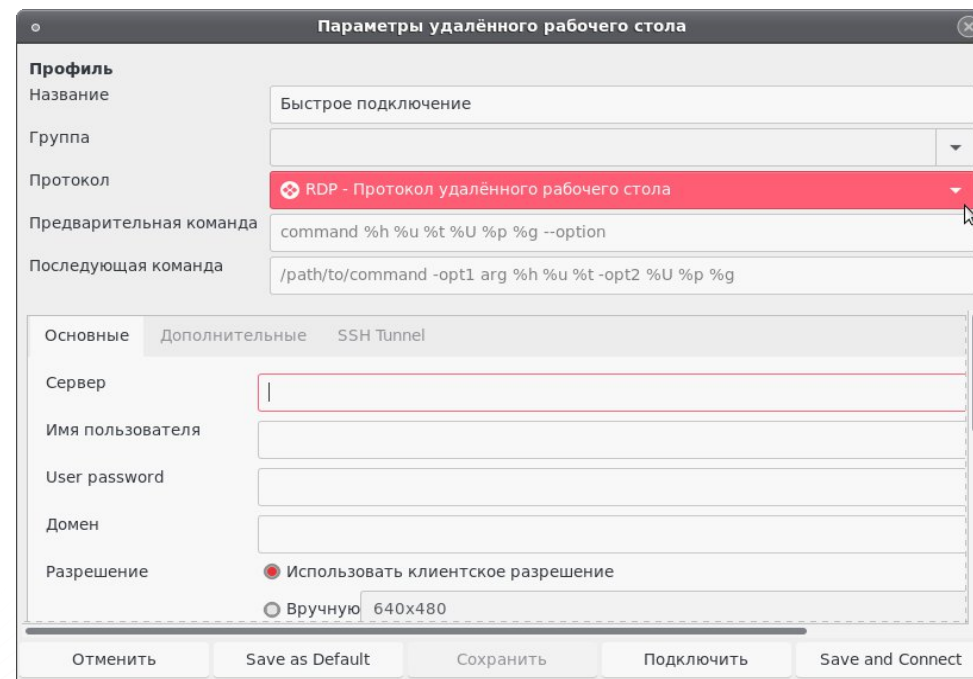 Параметры удалённого рабочего стола
Профиль
Название
Быстрое подключение
Группа
Протокол
RDP - Протокол удалённого рабочего стола
Предварительная команда
command %h %u %t %U %p %g --option
Последующая команда
/path/to/command -opt1 arg %h %u %t -opt2 %U %p %g
Основные Дополнительные SSH Tunnel
Сервер
Имя пользователя
User password
Домен
Разрешение
Использовать клиентское разрешение
Вручную 640x480
Отменить Save as Default Сохранить Подключить Save and Connect